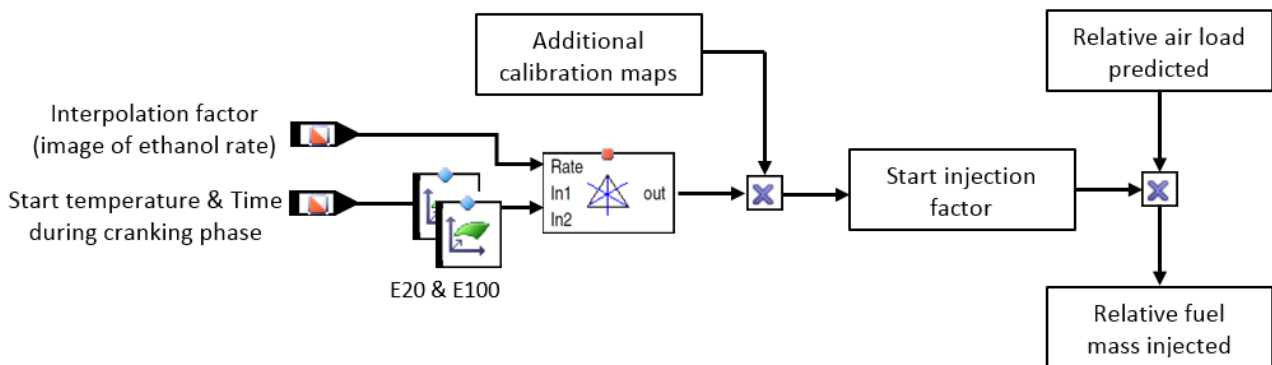 Additional
calibration maps
Relative air load
predicted
Interpolation factor
(image of ethanol rate)
Start temperature & Time
during cranking phase
Rate
In1
In2
out
Start injection
factor
E20 & E100
Relative fuel
mass injected